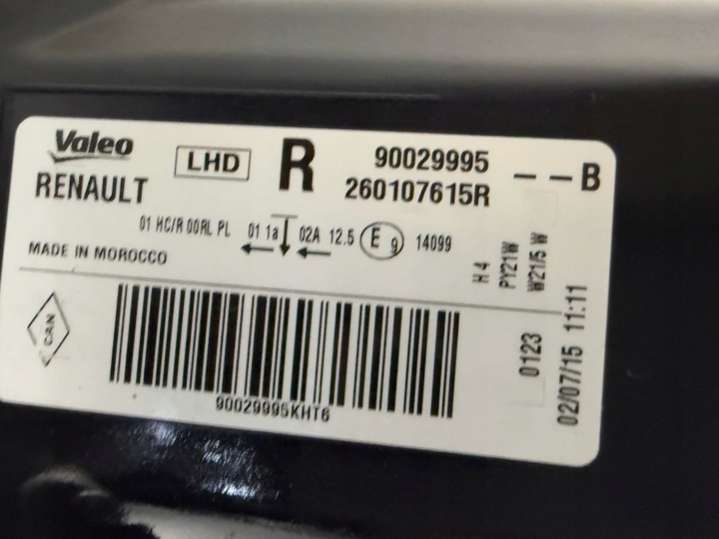 Valeo LHD R 90029995 – – B
RENAULT 260107615R
01 HC/R 00RL PL 01 1a 02A 12.5 E 9 14099
MADE IN MOROCCO
H4
PY21W
W21/5 W
CAN
90029995KHT6
0123
02/07/15 11:11